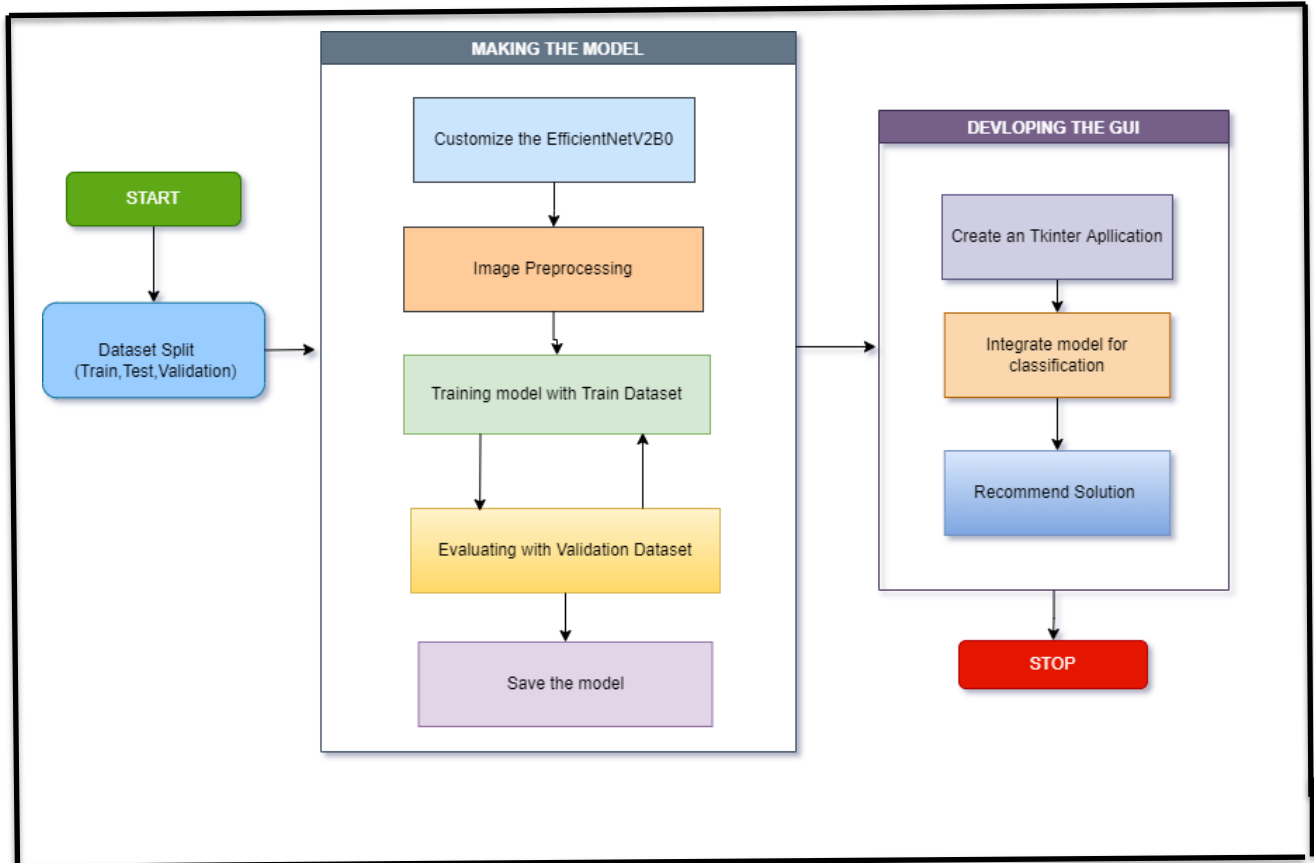 START
Dataset Split
(Train,Test,Validation)
MAKING THE MODEL
Customize the EfficientNetV2B0
Image Preprocessing
Training model with Train Dataset
Evaluating with Validation Dataset
Save the model
DEVLOPING THE GUI
Create an Tkinter Apllication
Integrate model for
classification
Recommend Solution
STOP